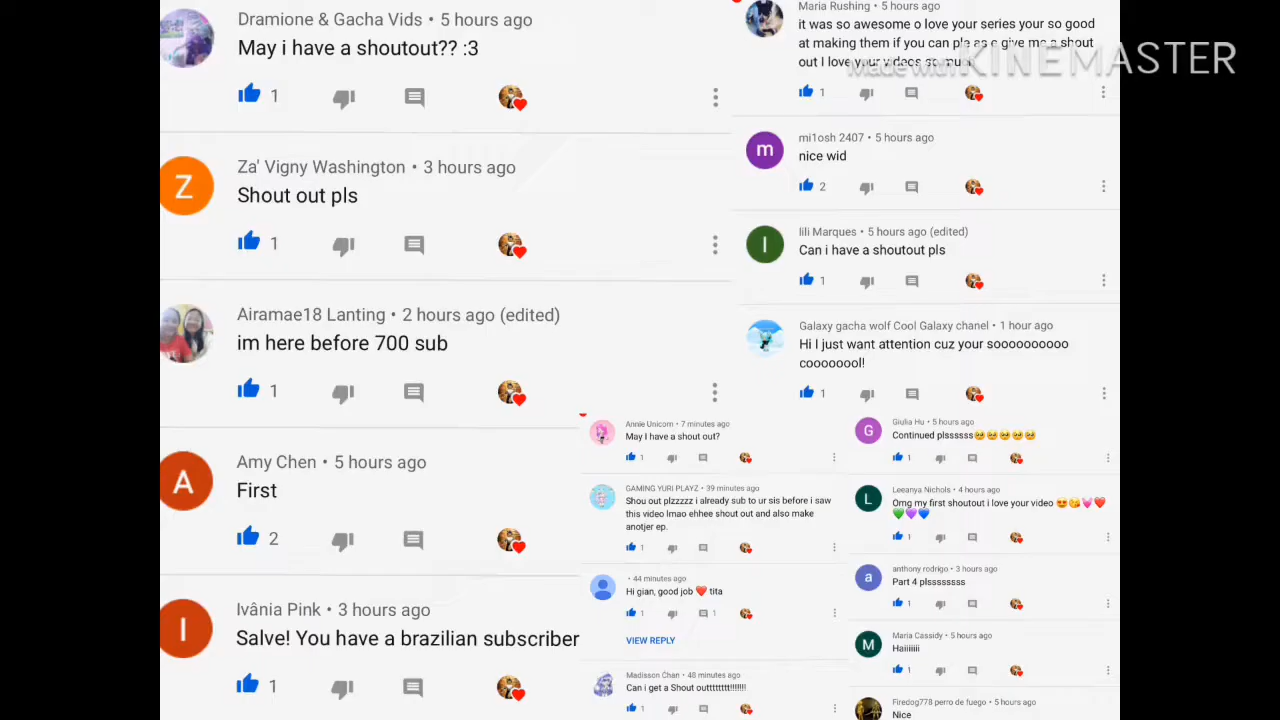 Dramione & Gacha Vids • 5 hours ago
May i have a shoutout?? :3
1
Z
Za' Vigny Washington • 3 hours ago
Shout out pls
1
Airamae18 Lanting • 2 hours ago (edited)
im here before 700 sub
1
A
Amy Chen • 5 hours ago
First
2
I
Ivânia Pink • 3 hours ago
Salve! You have a brazilian subscriber
1
Maria Rushing • 5 hours ago
it was so awesome o love your series your so good
at making them if you can ple as e give me a shout
out I love your videos so much
Made with KINEMASTER
1
m
mi1osh 2407 • 5 hours ago
nice wid
2
l
lili Marques • 5 hours ago (edited)
Can i have a shoutout pls
1
Galaxy gacha wolf Cool Galaxy chanel • 1 hour ago
Hi I just want attention cuz your soooooooooo
coooooool!
1
Annie Unicorn • 7 minutes ago
May I have a shout out?
1
GAMING YURI PLAYZ • 39 minutes ago
Shou out plzzzzz i already sub to ur sis before i saw
this video lmao ehhee shout out and also make
anotjer ep.
1
• 44 minutes ago
Hi gian, good job ❤️ tita
1
1
VIEW REPLY
Madisson Chan • 48 minutes ago
Can i get a Shout outtttttt!!!!!!!
1
G
Giulia Hu • 5 hours ago
Continued plssssss🥺🥺🥺🥺🥺
1
L
Leeanya Nichols • 4 hours ago
Omg my first shoutout i love your video 😍😘💓❤️
💚💜💙
1
a
anthony rodrigo • 3 hours ago
Part 4 plssssssss
1
M
Maria Cassidy • 5 hours ago
Haiiiiiii
1
Firedog778 perro de fuego • 5 hours ago
Nice